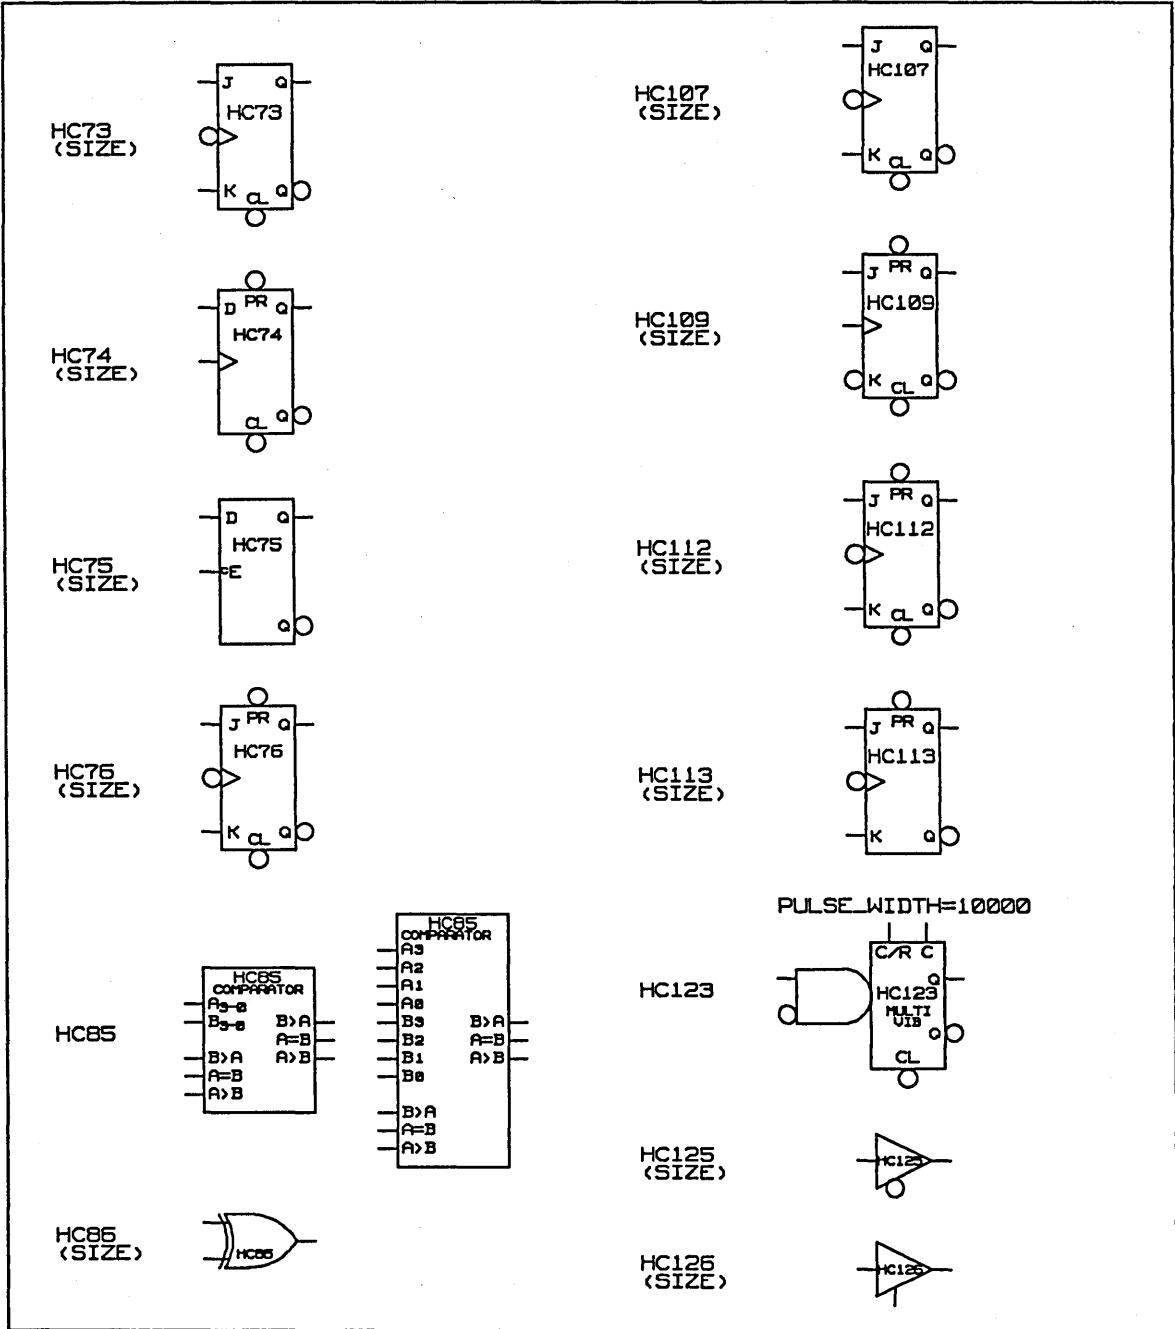 HC73
(SIZE)
J Q
HC73
K CL Q
HC74
(SIZE)
D PR Q
HC74
CL Q
HC75
(SIZE)
D Q
HC75
E
Q
HC76
(SIZE)
J PR Q
HC76
K CL Q
HC85
HC85
COMPARATOR
A3-0
B3-0 B>A
A=B
B>A A>B
A=B
A>B
HC85
COMPARATOR
A3
A2
A1
A0
B3 B>A
B2 A=B
B1 A>B
B0
B>A
A=B
A>B
HC86
(SIZE)
HC86
HC107
(SIZE)
J Q
HC107
K CL Q
HC109
(SIZE)
J PR Q
HC109
K CL Q
HC112
(SIZE)
J PR Q
HC112
K CL Q
HC113
(SIZE)
J PR Q
HC113
K Q
PULSE_WIDTH=10000
HC123
C/R C
Q
HC123
MULTI
VIB
Q
CL
HC125
(SIZE)
HC125
HC126
(SIZE)
HC126